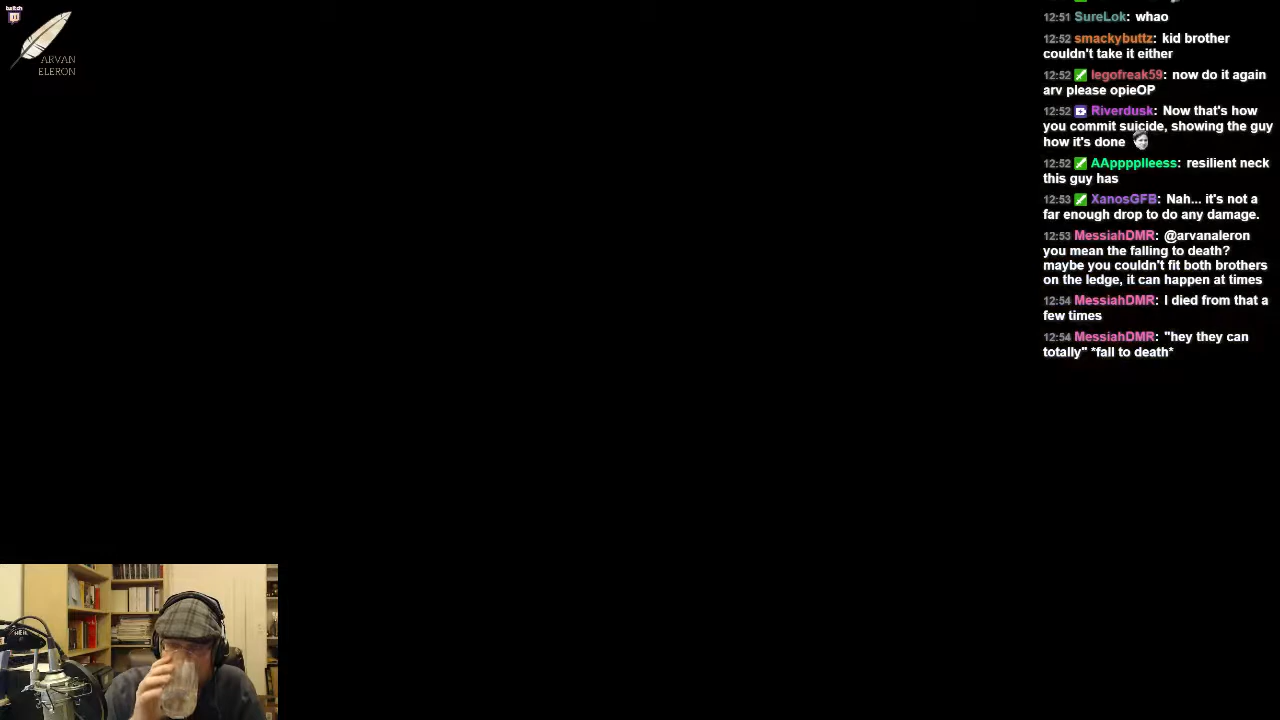 twitch
ARVAN
ELERON
12:51 SureLok: whao
12:52 smackybuttz: kid brother
couldn't take it either
12:52 legofreak59: now do it again
arv please opieOP
12:52 Riverdusk: Now that's how
you commit suicide, showing the guy
how it's done
12:52 AAppppllleess: resilient neck
this guy has
12:53 XanosGFB: Nah... it's not a
far enough drop to do any damage.
12:53 MessiahDMR: @arvanaleron
you mean the falling to death?
maybe you couldn't fit both brothers
on the ledge, it can happen at times
12:54 MessiahDMR: I died from that a
few times
12:54 MessiahDMR: "hey they can
totally" *fall to death*